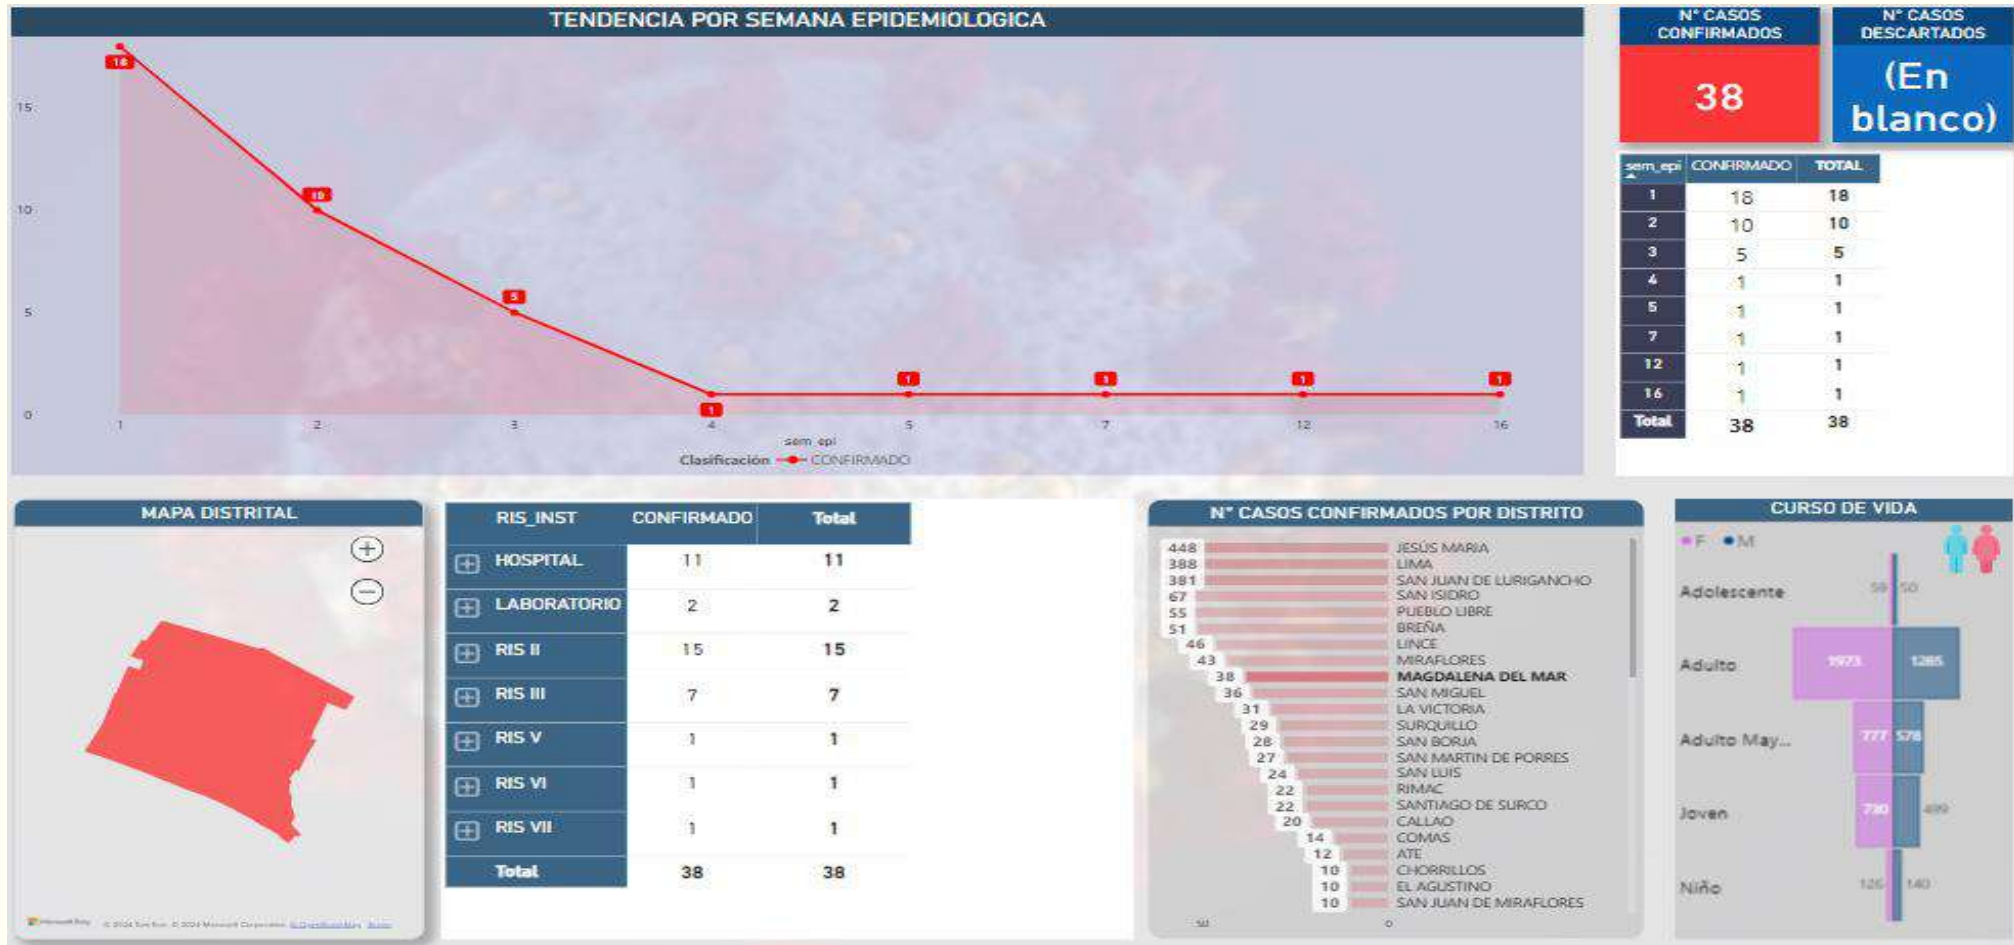 TENDENCIA POR SEMANA EPIDEMIOLOGICA
18
15
10
10
5
5
0
1
1
1
1
1
1
2
3
4
5
7
12
16
sem_epi
Clasificación CONFIRMADO
N° CASOS CONFIRMADOS
38
N° CASOS DESCARTADOS
(En blanco)
sem_epi CONFIRMADO TOTAL
1 18 18
2 10 10
3 5 5
4 1 1
5 1 1
7 1 1
12 1 1
16 1 1
Total 38 38
MAPA DISTRITAL
RIS_INST CONFIRMADO Total
HOSPITAL 11 11
LABORATORIO 2 2
RIS II 15 15
RIS III 7 7
RIS V 1 1
RIS VI 1 1
RIS VII 1 1
Total 38 38
N° CASOS CONFIRMADOS POR DISTRITO
448 JESÚS MARIA
388 LIMA
381 SAN JUAN DE LURIGANCHO
67 SAN ISIDRO
55 PUEBLO LIBRE
51 BREÑA
46 LINCE
43 MIRAFLORES
38 MAGDALENA DEL MAR
36 SAN MIGUEL
31 LA VICTORIA
29 SURQUILLO
28 SAN BORJA
27 SAN MARTIN DE PORRES
24 SAN LUIS
22 RIMAC
22 SANTIAGO DE SURCO
20 CALLAO
14 COMAS
12 ATE
10 CHORRILLOS
10 EL AGUSTINO
10 SAN JUAN DE MIRAFLORES
50 0
CURSO DE VIDA
F M
Adolescente 59 50
Adulto 1973 1285
Adulto May... 777 578
Joven 730 499
Niño 126 140